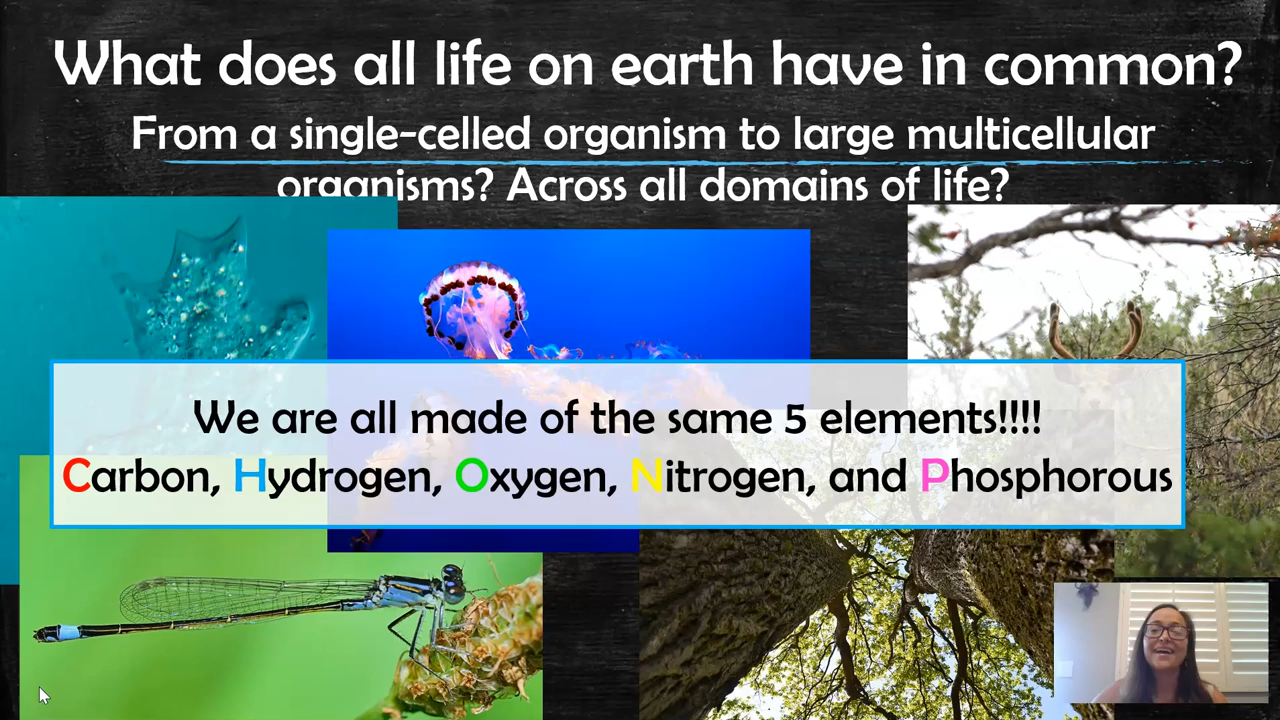 What does all life on earth have in common?
From a single-celled organism to large multicellular
organisms? Across all domains of life?
We are all made of the same 5 elements!!!!
Carbon, Hydrogen, Oxygen, Nitrogen, and Phosphorous